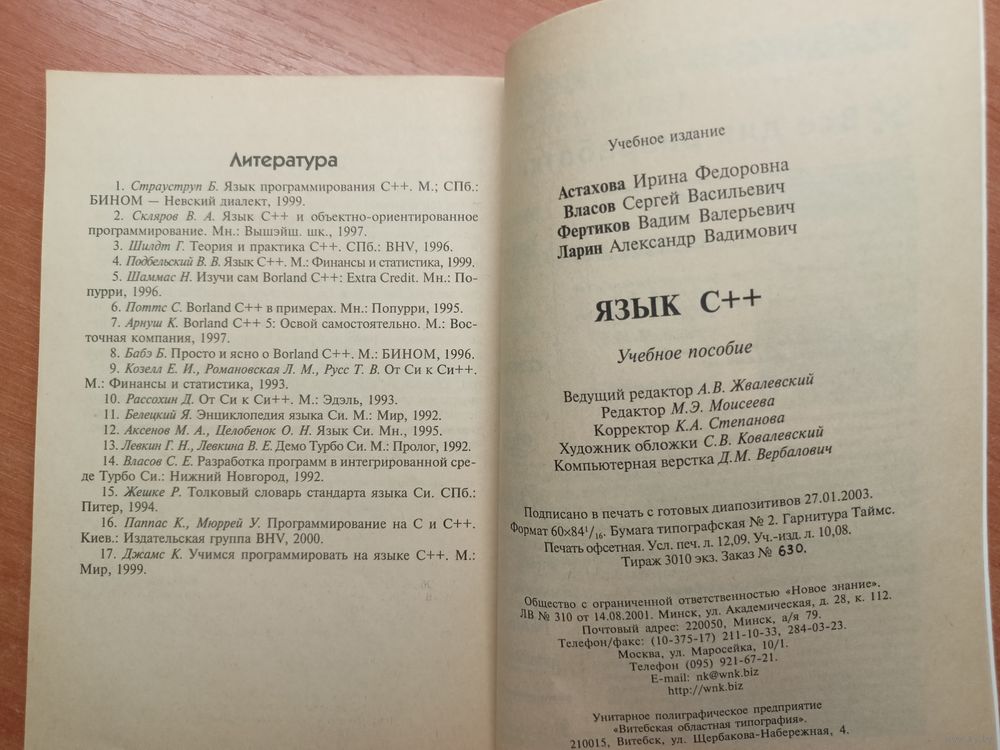 Литература
1. Страуструп Б. Язык программирования C++. М.; СПб.:
БИНОМ — Невский диалект, 1999.
2. Скляров В. А. Язык C++ и объектно-ориентированное
программирование. Мн.: Вышэйш. шк., 1997.
3. Шилдт Г. Теория и практика C++. СПб.: BHV, 1996.
4. Подбельский В. В. Язык C++. М.: Финансы и статистика, 1999.
5. Шаммас Н. Изучи сам Borland C++: Extra Credit. Мн.: По-
пурри, 1996.
6. Поттс С. Borland C++ в примерах. Мн.: Попурри, 1995.
7. Арнуш К. Borland C++ 5: Освой самостоятельно. М.: Вос-
точная компания, 1997.
8. Бабэ Б. Просто и ясно о Borland C++. М.: БИНОМ, 1996.
9. Козелл Е. И., Романовская Л. М., Русс Т. В. От Си к Си++.
М.: Финансы и статистика, 1993.
10. Рассохин Д. От Си к Си++. М.: Эдэль, 1993.
11. Белецкий Я. Энциклопедия языка Си. М.: Мир, 1992.
12. Аксенов М. А., Целобенок О. Н. Язык Си. Мн., 1995.
13. Левкин Г. Н., Левкина В. Е. Демо Турбо Си. М.: Пролог, 1992.
14. Власов С. Е. Разработка программ в интегрированной сре-
де Турбо Си.: Нижний Новгород, 1992.
15. Жешке Р. Толковый словарь стандарта языка Си. СПб.:
Питер, 1994.
16. Паппас К., Мюррей У. Программирование на С и С++.
Киев.: Издательская группа BHV, 2000.
17. Джамс К. Учимся программировать на языке C++. М.:
Мир, 1999.
Учебное издание
Астахова Ирина Федоровна
Власов Сергей Васильевич
Фертиков Вадим Валерьевич
Ларин Александр Вадимович
ЯЗЫК C++
Учебное пособие
Ведущий редактор А.В. Жвалевский
Редактор М.Э. Моисеева
Корректор К.А. Степанова
Художник обложки С.В. Ковалевский
Компьютерная верстка Д.М. Вербалович
Подписано в печать с готовых диапозитивов 27.01.2003.
Формат 60×84¹/₁₆. Бумага типографская № 2. Гарнитура Таймс.
Печать офсетная. Усл. печ. л. 12,09. Уч.-изд. л. 10,08.
Тираж 3010 экз. Заказ № 630.
Общество с ограниченной ответственностью «Новое знание».
ЛВ № 310 от 14.08.2001. Минск, ул. Академическая, д. 28, к. 112.
Почтовый адрес: 220050, Минск, а/я 79.
Телефон/факс: (10-375-17) 211-10-33, 284-03-23.
Москва, ул. Маросейка, 10/1.
Телефон (095) 921-67-21.
E-mail: nk@wnk.biz
http://wnk.biz
Унитарное полиграфическое предприятие
«Витебская областная типография».
210015, Витебск, ул. Щербакова-Набережная, 4.